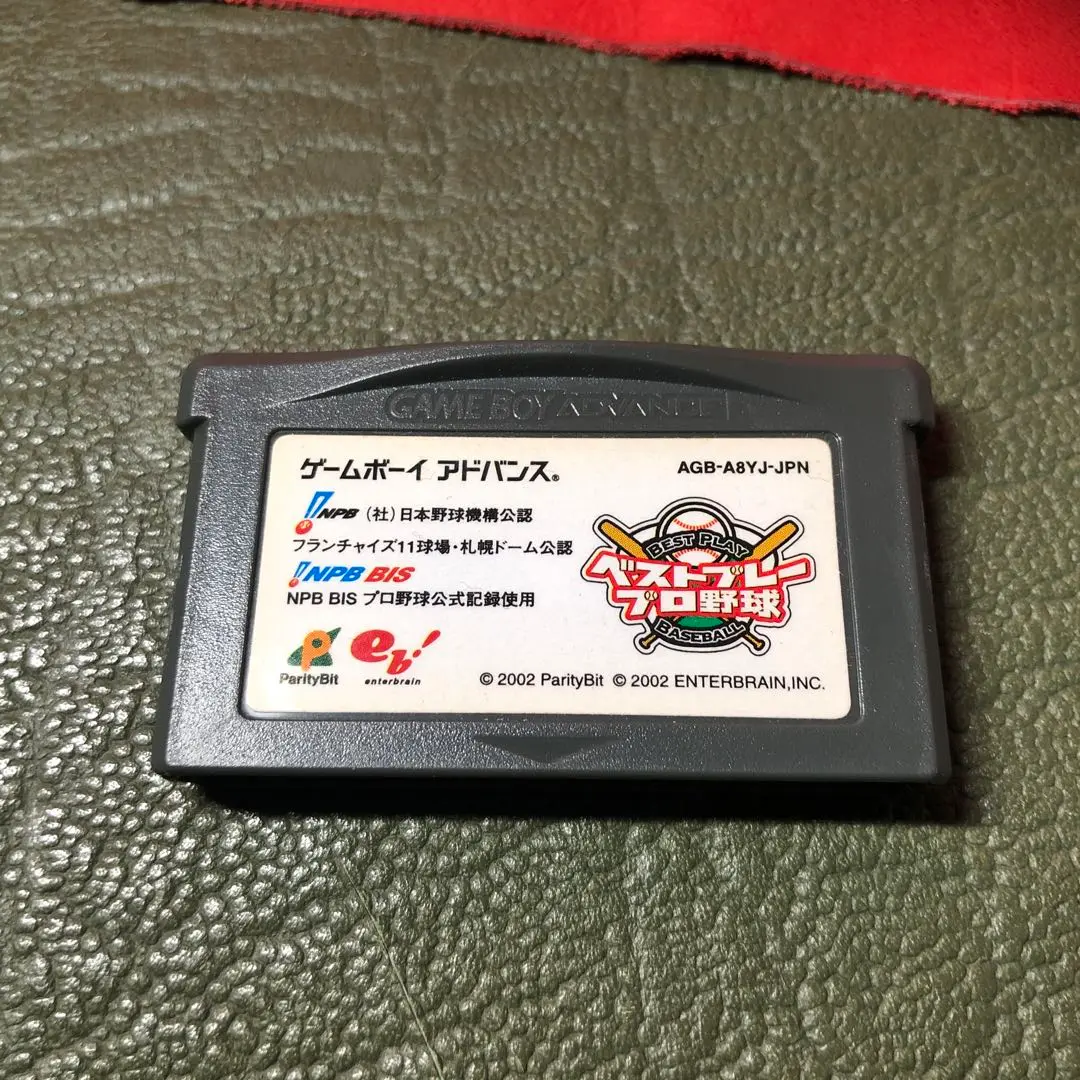 GAME BOY ADVANCE
ゲームボーイ アドバンス®
AGB-A8YJ-JPN
NPB (社)日本野球機構公認
フランチャイズ11球場・札幌ドーム公認
NPB BIS
NPB BIS プロ野球公式記録使用
BEST PLAY
ベストプレー
プロ野球
BASEBALL
ParityBit
eb!
enterbrain
© 2002 ParityBit © 2002 ENTERBRAIN,INC.